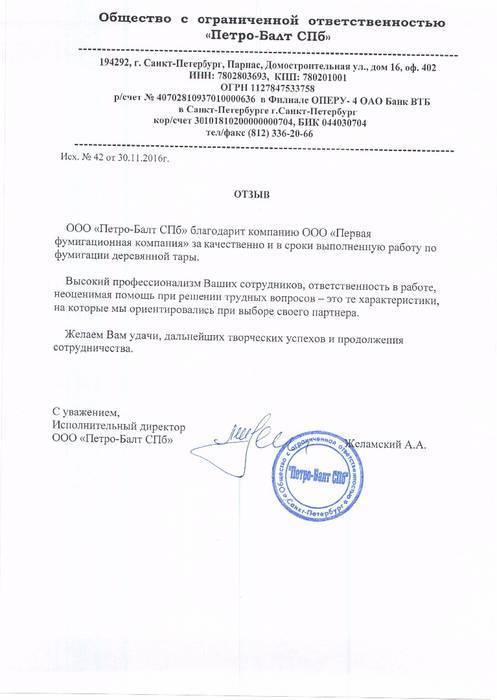 Общество с ограниченной ответственностью
«Петро-Балт СПб»
194292, г. Санкт-Петербург, Парнас, Домостроительная ул., дом 16, оф. 402
ИНН: 7802803693, КПП: 780201001
ОГРН 1127847533758
р/счет № 40702810937010000636 в Филиале ОПЕРУ- 4 ОАО Банк ВТБ
в Санкт-Петербурге г.Санкт-Петербург
кор/счет 30101810200000000704, БИК 044030704
тел/факс (812) 336-20-66
Исх. № 42 от 30.11.2016г.
ОТЗЫВ
ООО «Петро-Балт СПб» благодарит компанию ООО «Первая
фумигационная компания» за качественно и в сроки выполненную работу по
фумигации деревянной тары.
Высокий профессионализм Ваших сотрудников, ответственность в работе,
неоценимая помощь при решении трудных вопросов – это те характеристики,
на которые мы ориентировались при выборе своего партнера.
Желаем Вам удачи, дальнейших творческих успехов и продолжения
сотрудничества.
С уважением,
Исполнительный директор
ООО «Петро-Балт СПб»
Желамский А.А.
Общество с ограниченной ответственностью
"Петро-Балт СПб"
Санкт-Петербург